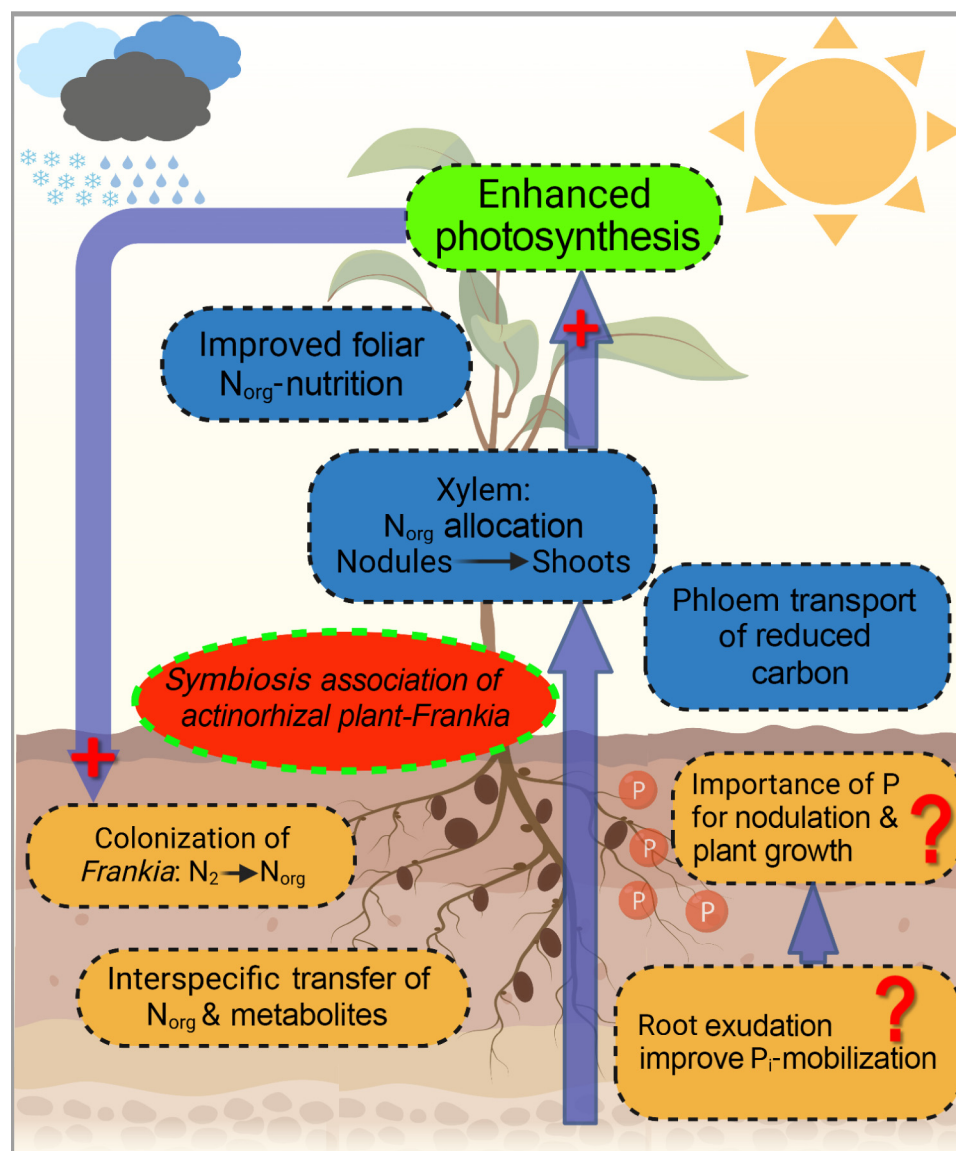 Enhanced
photosynthesis
+
Improved foliar
Norg-nutrition
Xylem:
Norg allocation
Nodules → Shoots
Phloem transport
of reduced
carbon
Symbiosis association of
actinorhizal plant-Frankia
+
Colonization of
Frankia: N2 → Norg
P
P
P
P
Importance of P
for nodulation &
plant growth
?
Interspecific transfer of
Norg & metabolites
?
Root exudation
improve Pi-mobilization